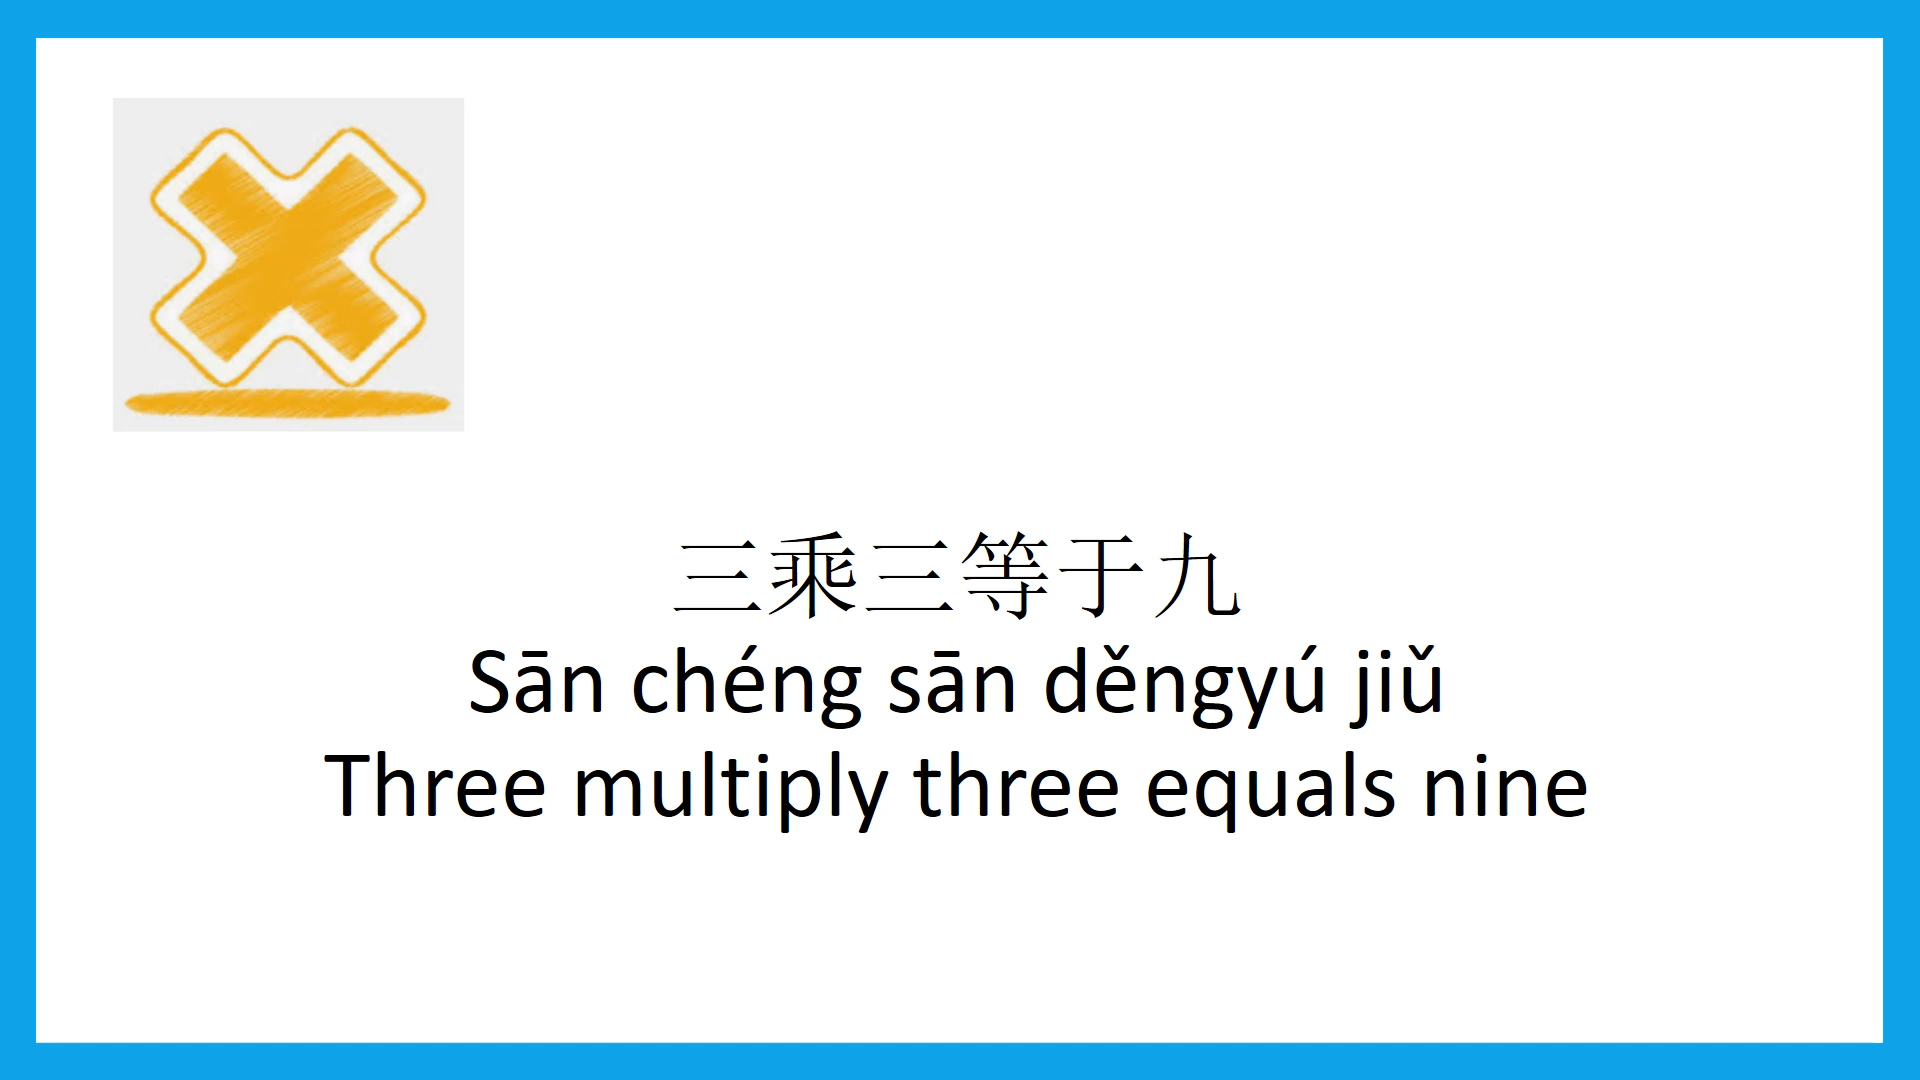 三乘三等于九
Sān chéng sān děngyú jiǔ
Three multiply three equals nine